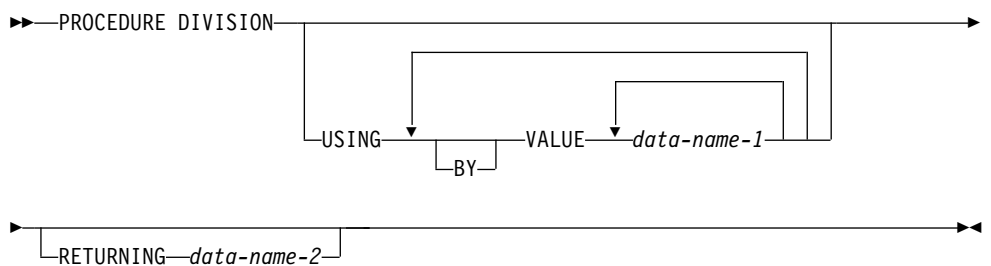 PROCEDURE DIVISION
USING VALUE data-name-1
BY
RETURNING data-name-2